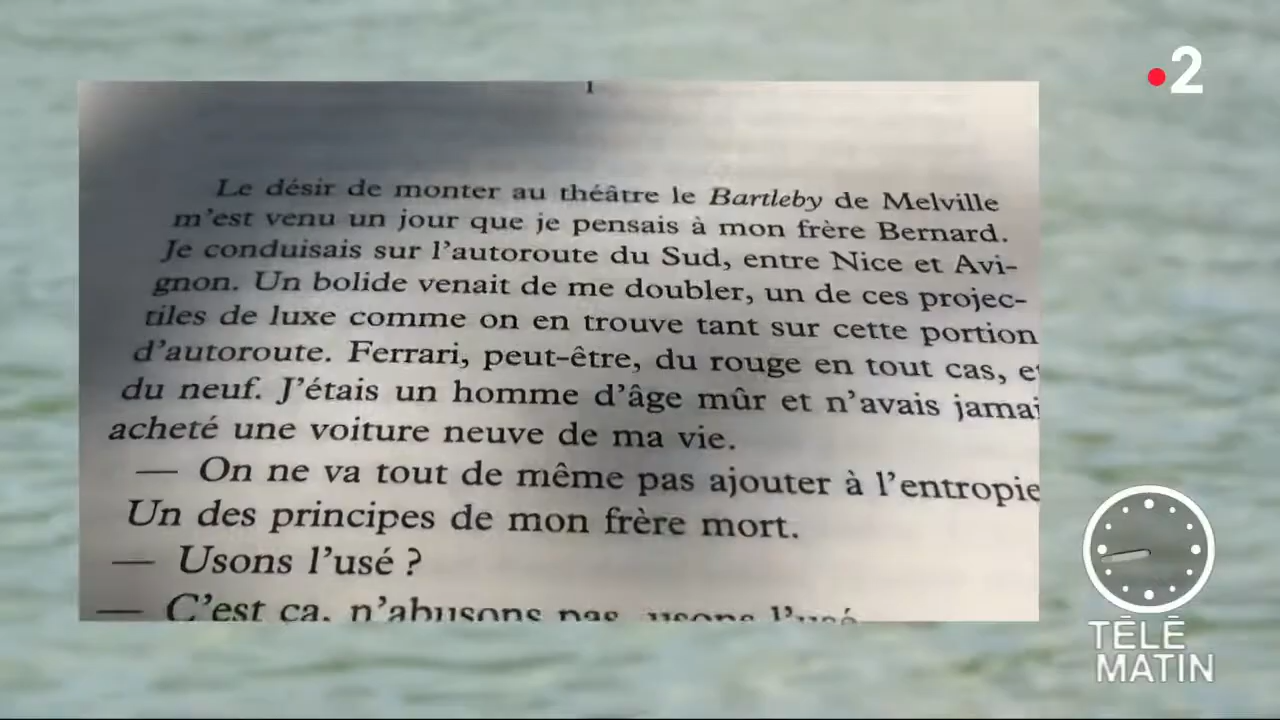 2
1
Le désir de monter au théâtre le Bartleby de Melville
m'est venu un jour que je pensais à mon frère Bernard.
Je conduisais sur l'autoroute du Sud, entre Nice et Avi-
gnon. Un bolide venait de me doubler, un de ces projec-
tiles de luxe comme on en trouve tant sur cette portion
d'autoroute. Ferrari, peut-être, du rouge en tout cas, et
du neuf. J'étais un homme d'âge mûr et n'avais jamai
acheté une voiture neuve de ma vie.
— On ne va tout de même pas ajouter à l'entropie
Un des principes de mon frère mort.
— Usons l'usé ?
— C'est ça, n'abusons pas, usons l'usé
TÉLÉ
MATIN